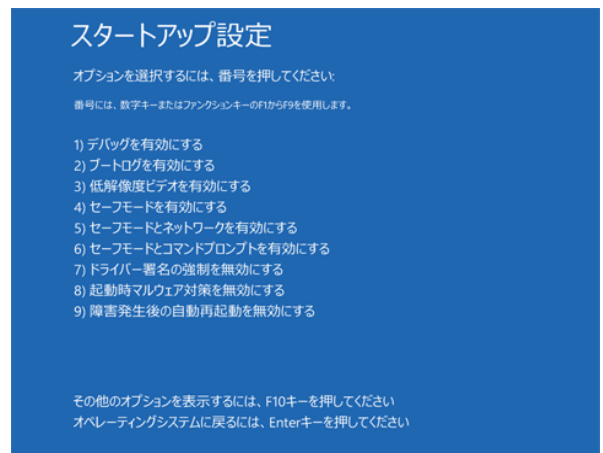 スタートアップ設定
オプションを選択するには、番号を押してください:
番号には、数字キーまたはファンクションキーのF1からF9を使用します。
1) デバッグを有効にする
2) ブートログを有効にする
3) 低解像度ビデオを有効にする
4) セーフモードを有効にする
5) セーフモードとネットワークを有効にする
6) セーフモードとコマンドプロンプトを有効にする
7) ドライバー署名の強制を無効にする
8) 起動時マルウェア対策を無効にする
9) 障害発生後の自動再起動を無効にする
その他のオプションを表示するには、F10キーを押してください
オペレーティングシステムに戻るには、Enterキーを押してください